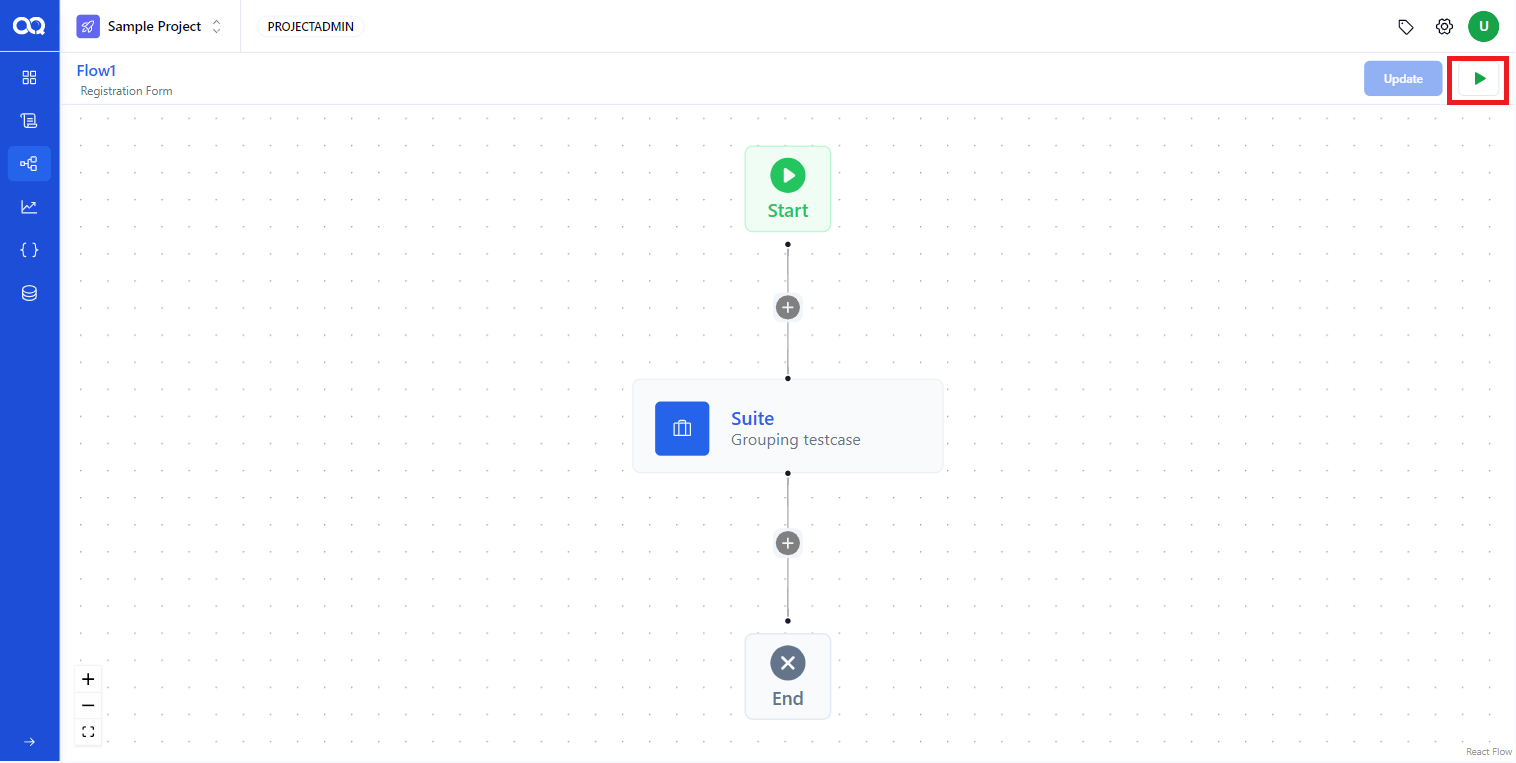 Sample Project
PROJECTADMIN
U
Flow1
Registration Form
Update
Start
Suite
Grouping testcase
End
React Flow